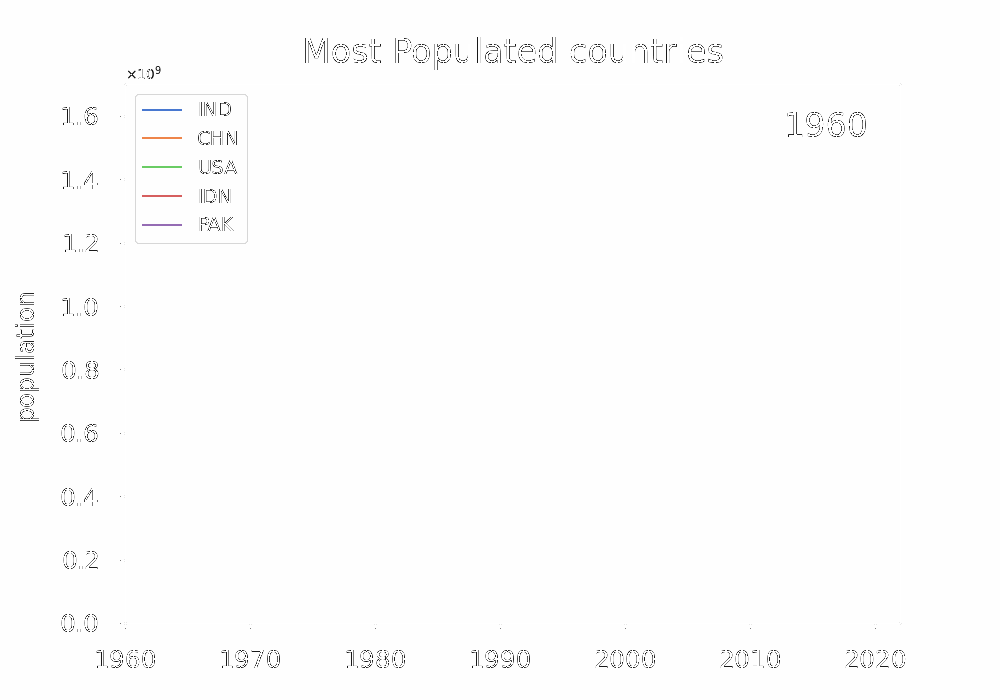 Most Populated countries
×10⁹
1.6
1.4
1.2
1.0
0.8
0.6
0.4
0.2
0.0
population
IND
CHN
USA
IDN
PAK
1960
1960 1970 1980 1990 2000 2010 2020